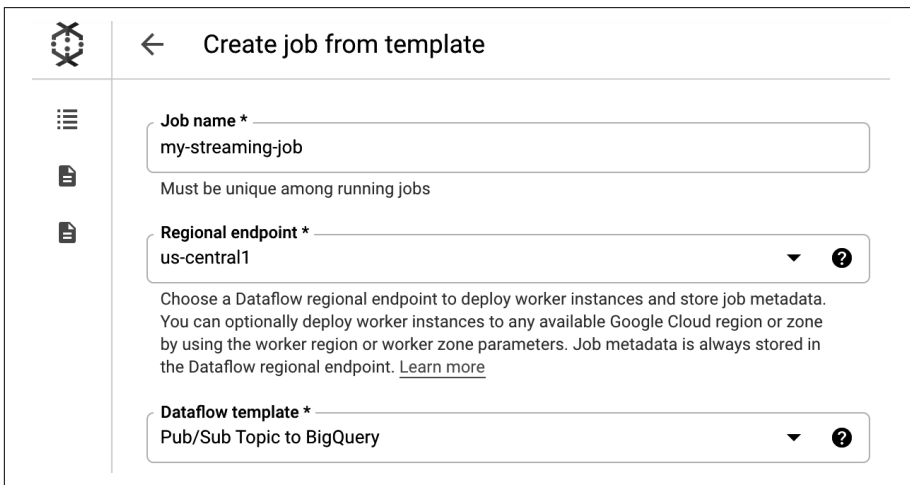 Create job from template
Job name *
my-streaming-job
Must be unique among running jobs
Regional endpoint *
us-central1
Choose a Dataflow regional endpoint to deploy worker instances and store job metadata.
You can optionally deploy worker instances to any available Google Cloud region or zone
by using the worker region or worker zone parameters. Job metadata is always stored in
the Dataflow regional endpoint. Learn more
Dataflow template *
Pub/Sub Topic to BigQuery